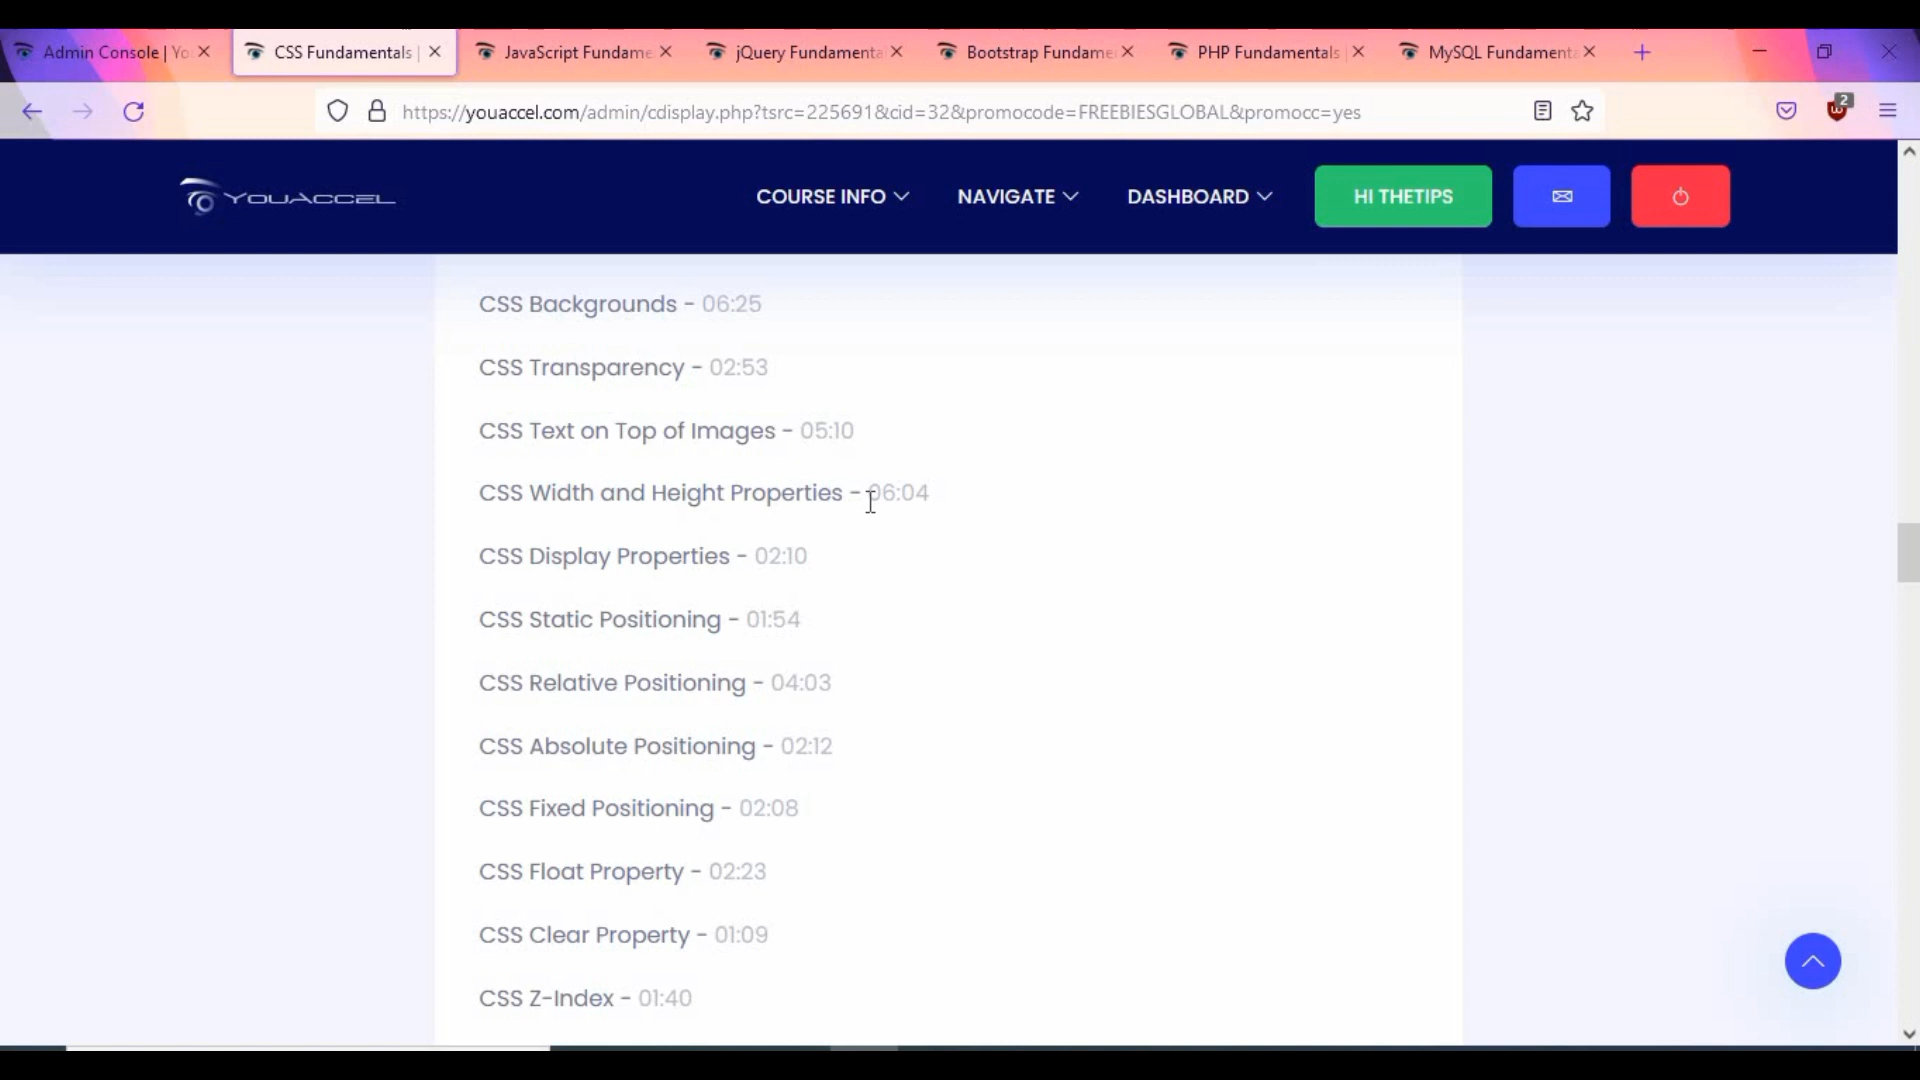 Admin Console | Yo
CSS Fundamentals |
JavaScript Fundame
jQuery Fundamenta
Bootstrap Fundame
PHP Fundamentals |
MySQL Fundament
https://youaccel.com/admin/cdisplay.php?tsrc=225691&cid=32&promocode=FREEBIESGLOBAL&promocc=yes
2
YOUACCEL
COURSE INFO
NAVIGATE
DASHBOARD
HI THETIPS
CSS Backgrounds - 06:25
CSS Transparency - 02:53
CSS Text on Top of Images - 05:10
CSS Width and Height Properties - 06:04
CSS Display Properties - 02:10
CSS Static Positioning - 01:54
CSS Relative Positioning - 04:03
CSS Absolute Positioning - 02:12
CSS Fixed Positioning - 02:08
CSS Float Property - 02:23
CSS Clear Property - 01:09
CSS Z-Index - 01:40